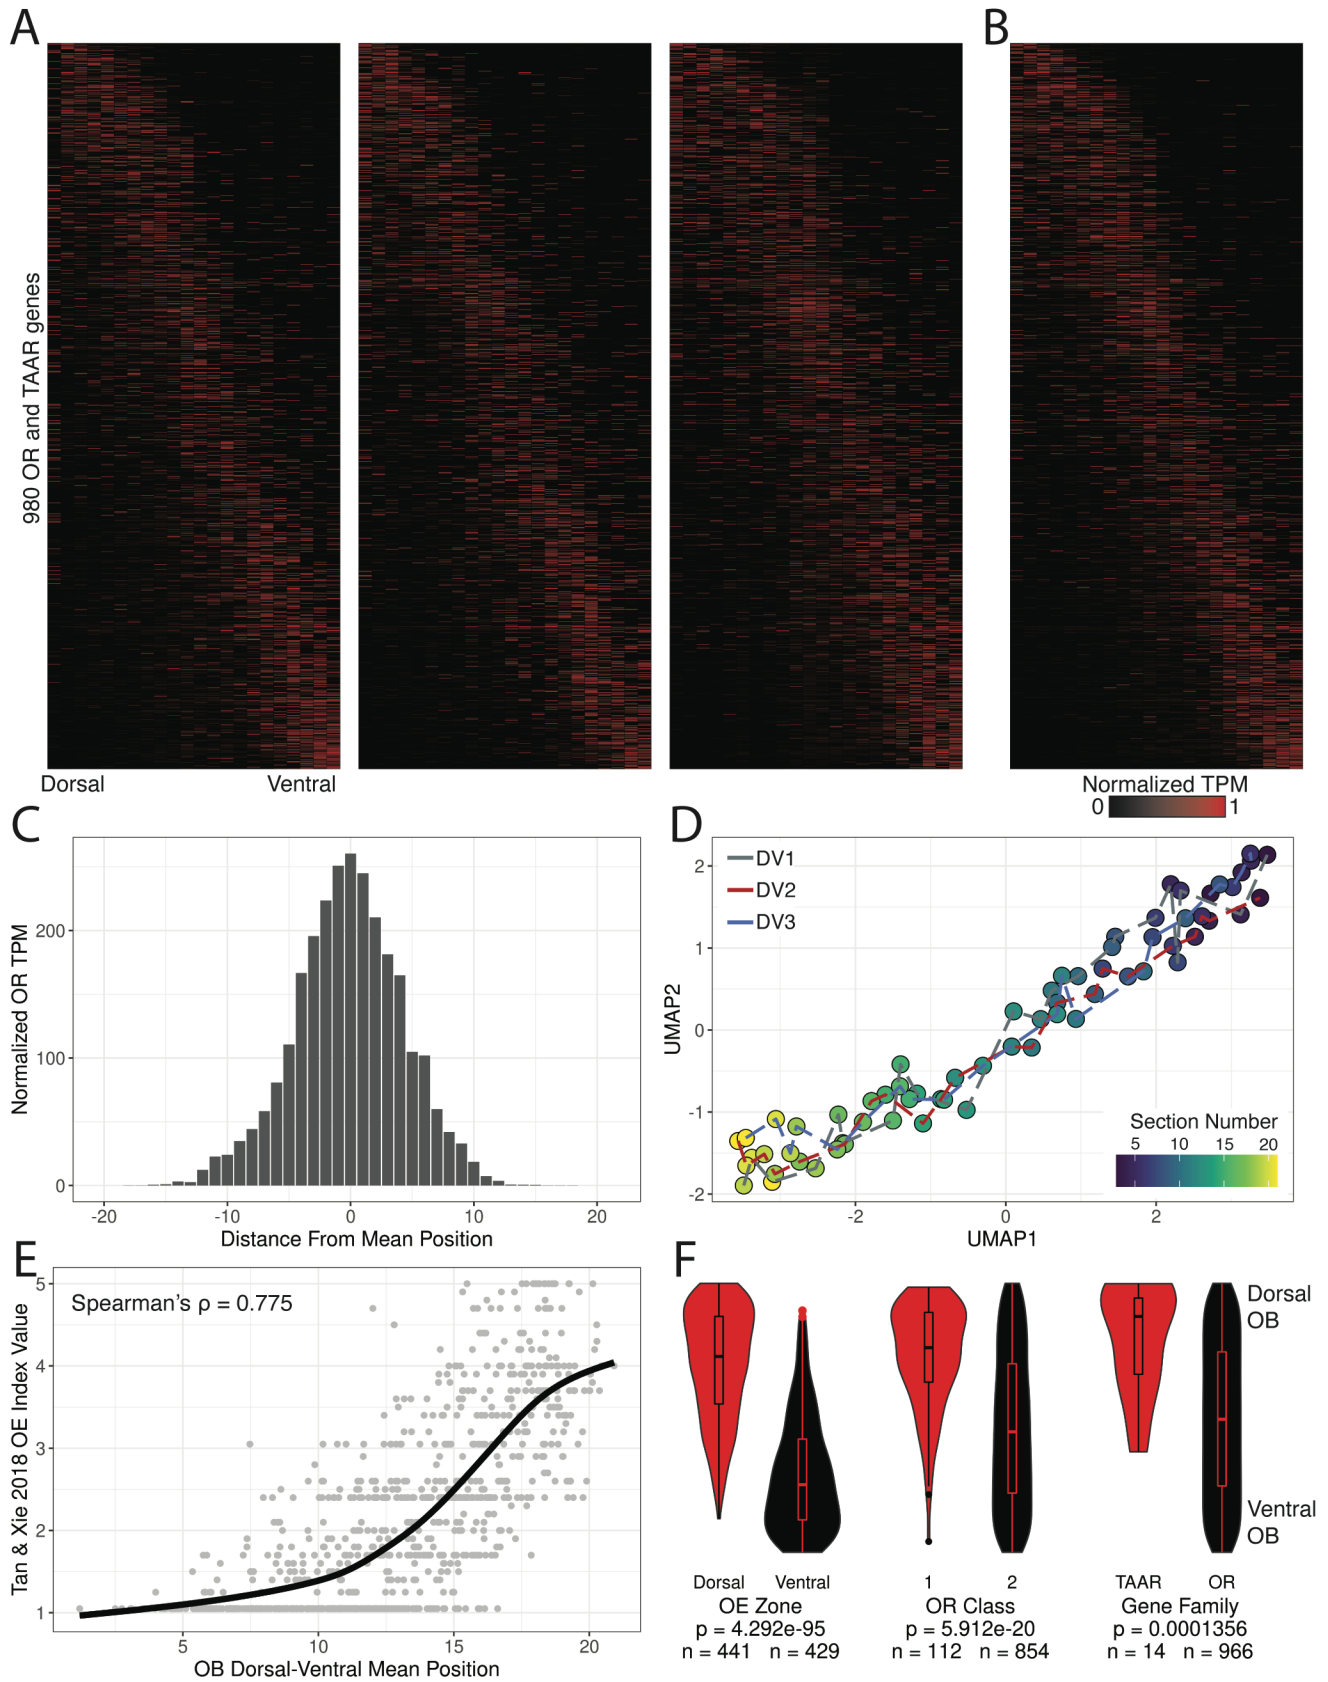 A
B
980 OR and TAAR genes
Dorsal
Ventral
Normalized TPM
0
1
C
Normalized OR TPM
200
100
0
-20
-10
0
10
20
Distance From Mean Position
D
DV1
DV2
DV3
UMAP2
2
1
0
-1
-2
Section Number
5
10
15
20
-2
0
2
UMAP1
E
Spearman's ρ = 0.775
Tan & Xie 2018 OE Index Value
5
4
3
2
1
5
10
15
20
OB Dorsal-Ventral Mean Position
F
Dorsal
OB
Ventral
OB
Dorsal Ventral
OE Zone
p = 4.292e-95
n = 441 n = 429
1 2
OR Class
p = 5.912e-20
n = 112 n = 854
TAAR OR
Gene Family
p = 0.0001356
n = 14 n = 966